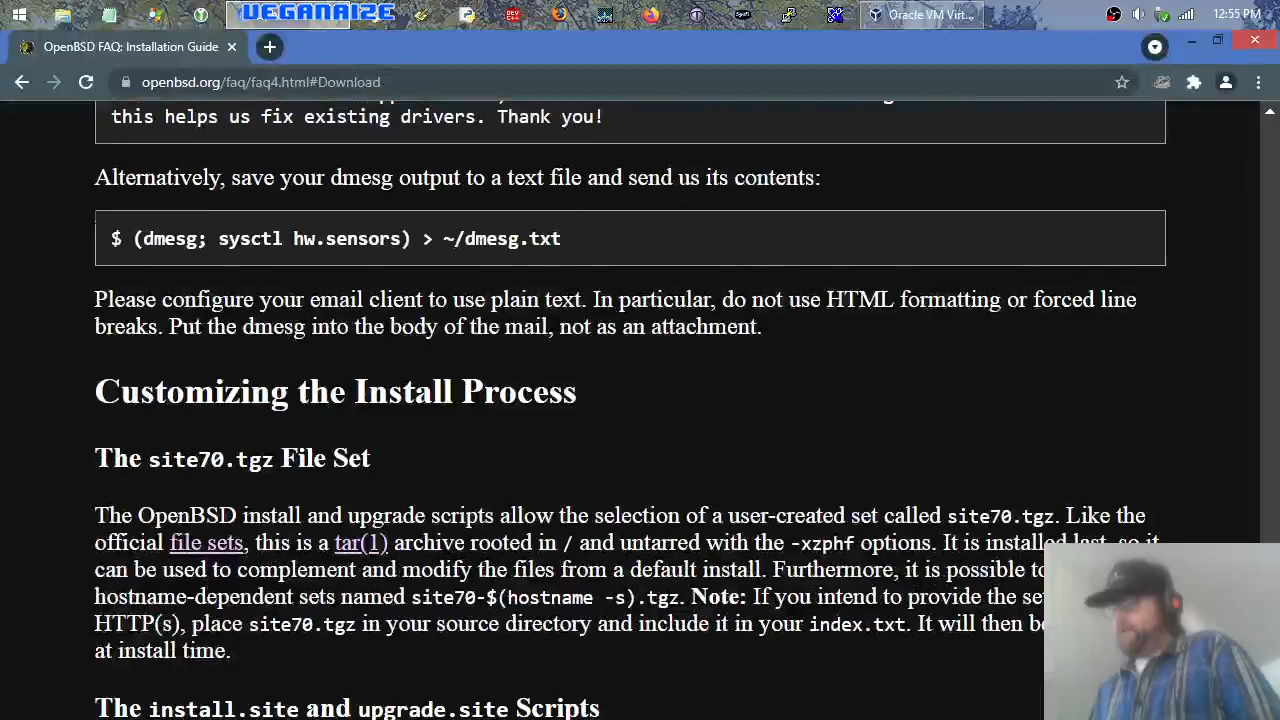 VEGANAIZE
Oracle VM Virt...
12:55 PM
OpenBSD FAQ: Installation Guide
openbsd.org/faq/faq4.html#Download
this helps us fix existing drivers. Thank you!
Alternatively, save your dmesg output to a text file and send us its contents:
$ (dmesg; sysctl hw.sensors) > ~/dmesg.txt
Please configure your email client to use plain text. In particular, do not use HTML formatting or forced line
breaks. Put the dmesg into the body of the mail, not as an attachment.
Customizing the Install Process
The site70.tgz File Set
The OpenBSD install and upgrade scripts allow the selection of a user-created set called site70.tgz. Like the
official file sets, this is a tar(1) archive rooted in / and untarred with the -xzphf options. It is installed last, so it
can be used to complement and modify the files from a default install. Furthermore, it is possible to
hostname-dependent sets named site70-$(hostname -s).tgz. Note: If you intend to provide the
HTTP(s), place site70.tgz in your source directory and include it in your index.txt. It will then
at install time.
The install.site and upgrade.site Scripts